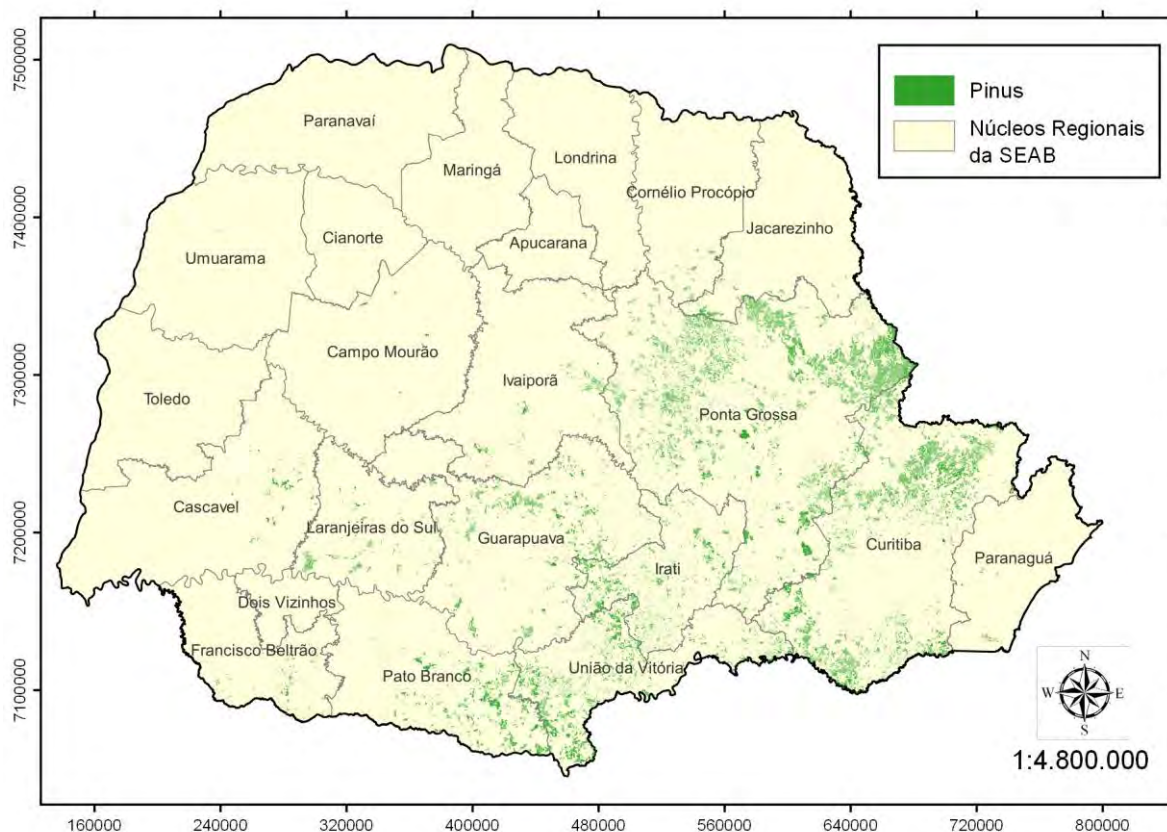 7500000
7400000
7300000
7200000
7100000
Pinus
Núcleos Regionais
da SEAB
Paranavaí
Maringá
Londrina
Cornélio Procópio
Jacarezinho
Umuarama
Cianorte
Apucarana
Campo Mourão
Ivaiporã
Toledo
Ponta Grossa
Cascavel
Laranjeiras do Sul
Guarapuava
Irati
Curitiba
Paranaguá
Dois Vizinhos
Francisco Beltrão
Pato Branco
União da Vitória
N
W E
S
1:4.800.000
160000 240000 320000 400000 480000 560000 640000 720000 800000